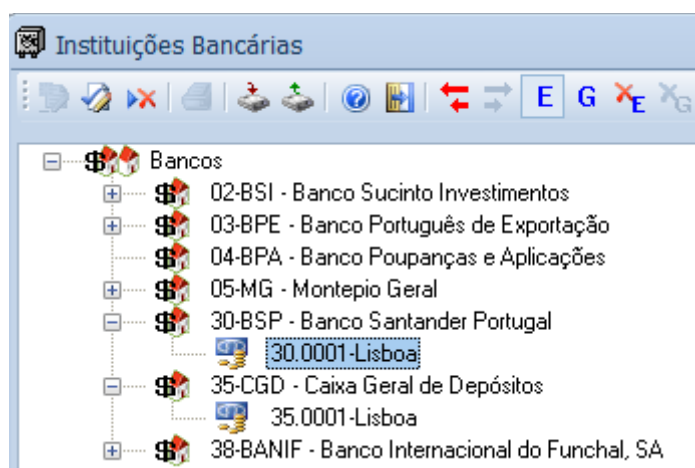 Instituições Bancárias
E G E G
Bancos
02-BSI - Banco Sucinto Investimentos
03-BPE - Banco Português de Exportação
04-BPA - Banco Poupanças e Aplicações
05-MG - Montepio Geral
30-BSP - Banco Santander Portugal
30.0001-Lisboa
35-CGD - Caixa Geral de Depósitos
35.0001-Lisboa
38-BANIF - Banco Internacional do Funchal, SA